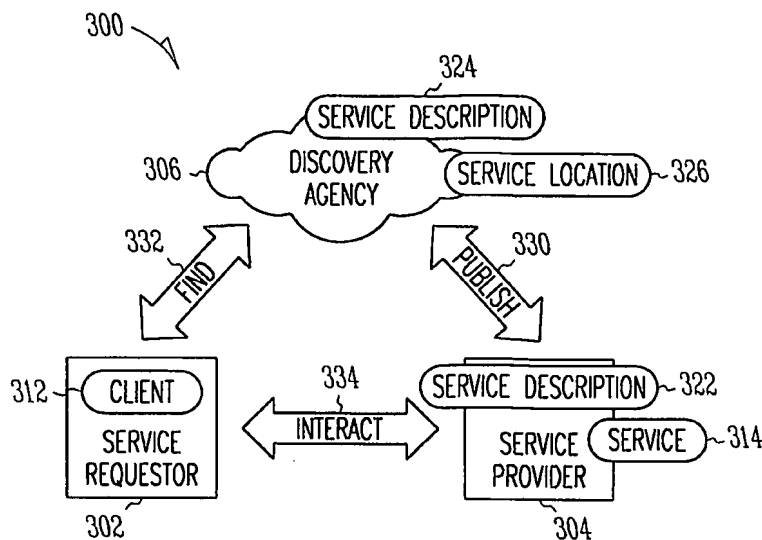 300
324
SERVICE DESCRIPTION
306
DISCOVERY
AGENCY
SERVICE LOCATION
326
332
FIND
330
PUBLISH
312
CLIENT
SERVICE
REQUESTOR
302
334
INTERACT
SERVICE DESCRIPTION
322
SERVICE
PROVIDER
SERVICE
314
304